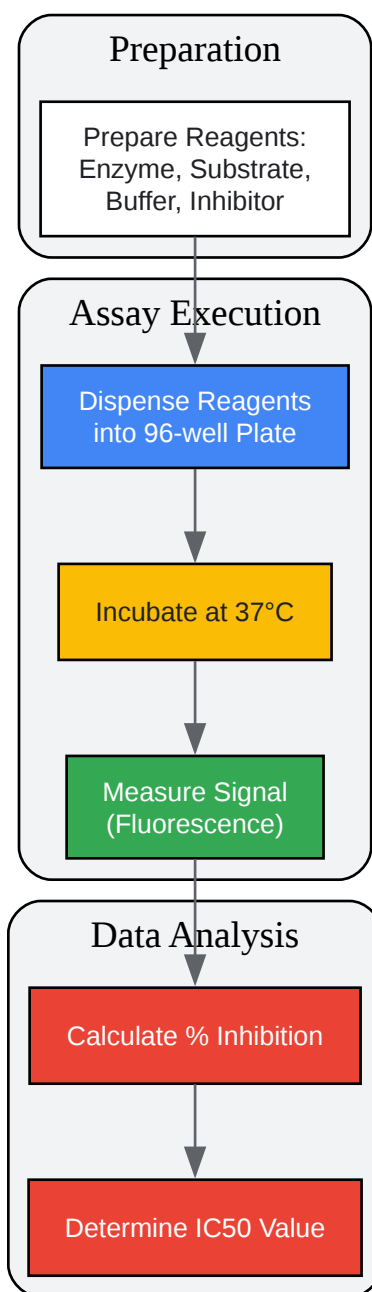 Preparation
Prepare Reagents:
Enzyme, Substrate,
Buffer, Inhibitor
Assay Execution
Dispense Reagents
into 96-well Plate
Incubate at 37°C
Measure Signal
(Fluorescence)
Data Analysis
Calculate % Inhibition
Determine IC50 Value